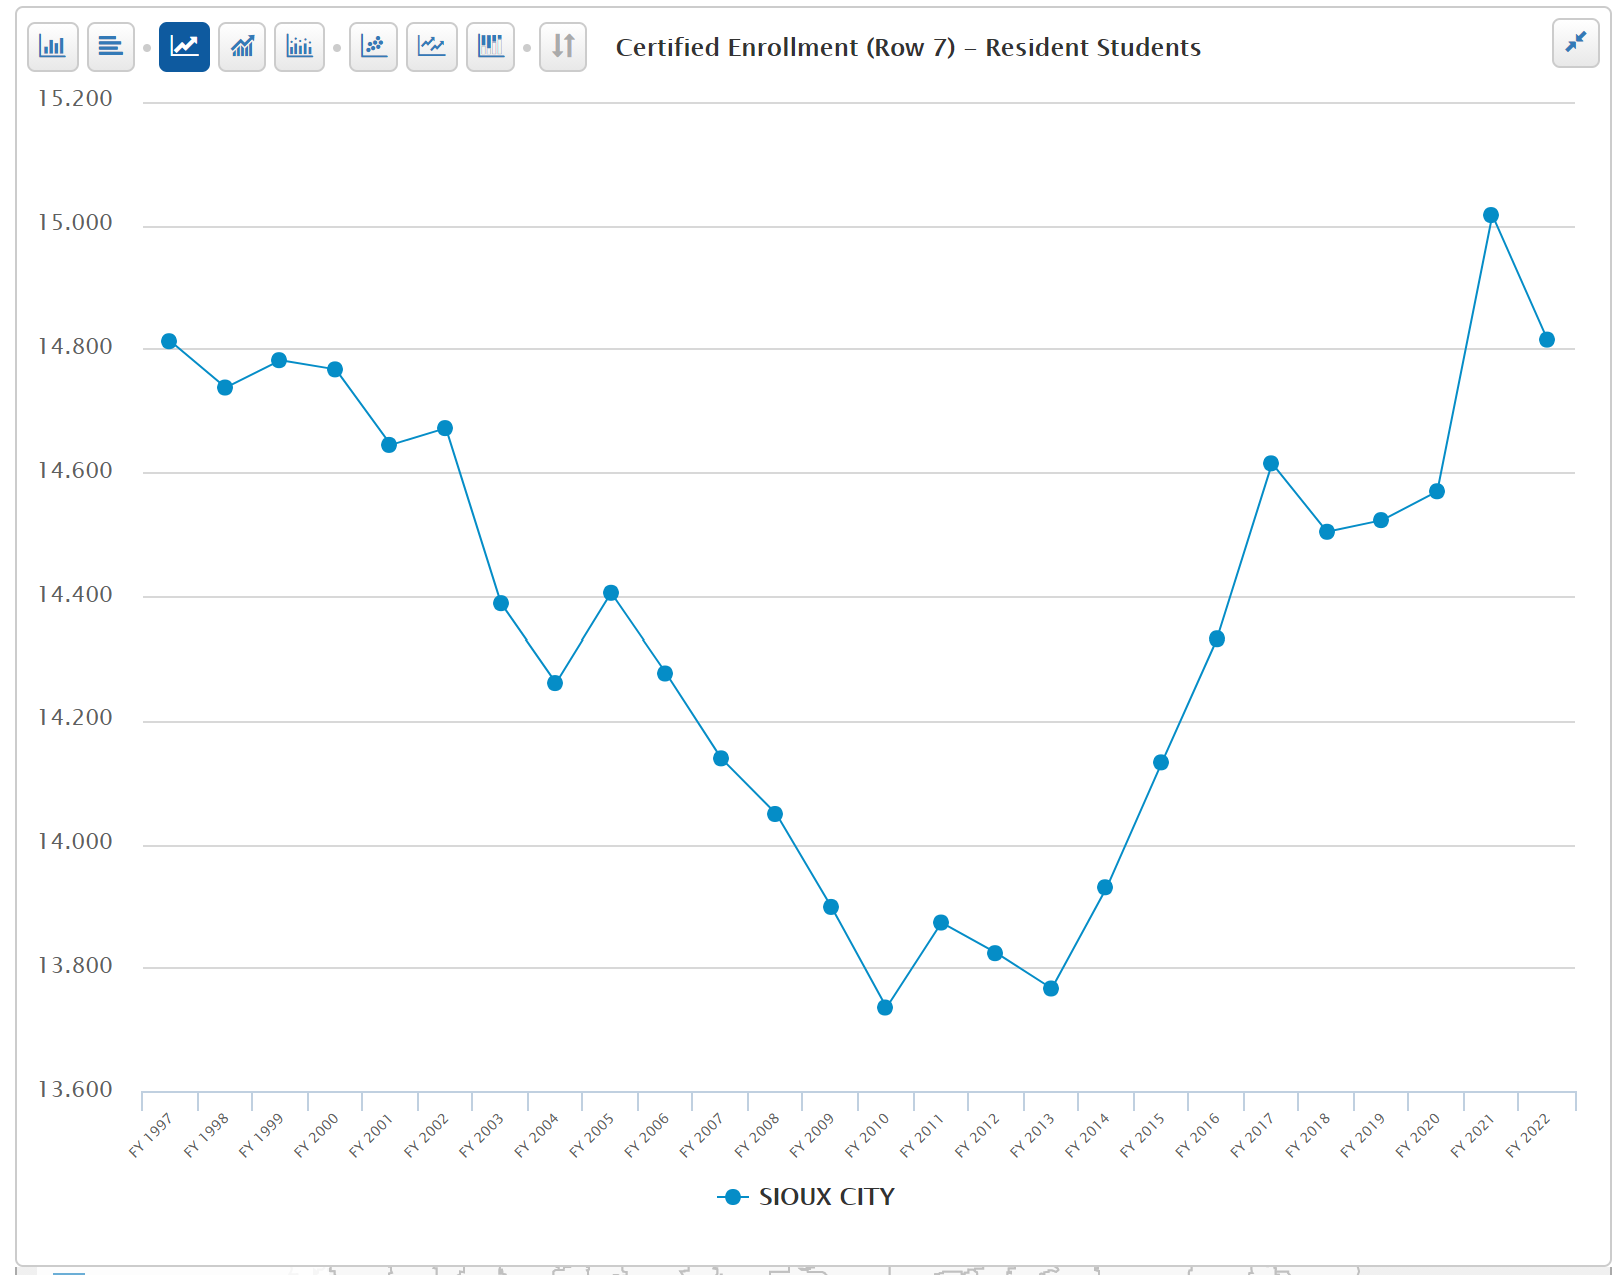 Certified Enrollment (Row 7) – Resident Students
15.200
15.000
14.800
14.600
14.400
14.200
14.000
13.800
13.600
FY 1997
FY 1998
FY 1999
FY 2000
FY 2001
FY 2002
FY 2003
FY 2004
FY 2005
FY 2006
FY 2007
FY 2008
FY 2009
FY 2010
FY 2011
FY 2012
FY 2013
FY 2014
FY 2015
FY 2016
FY 2017
FY 2018
FY 2019
FY 2020
FY 2021
FY 2022
SIOUX CITY